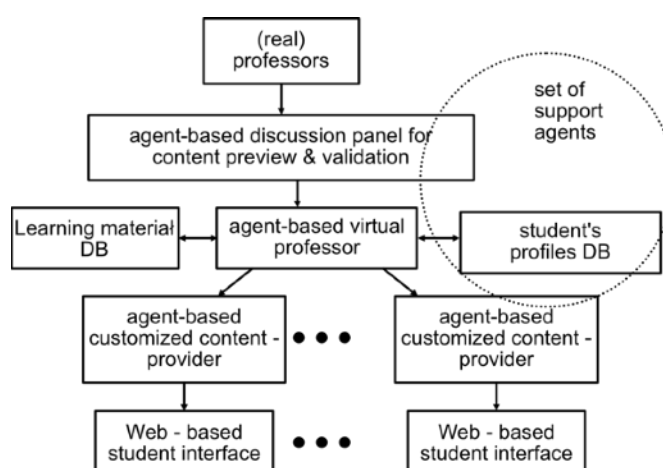 (real)
professors
set of
support
agents
agent-based discussion panel for
content preview & validation
Learning material
DB
agent-based virtual
professor
student's
profiles DB
agent-based
customized content -
provider
agent-based
customized content -
provider
Web - based
student interface
Web - based
student interface